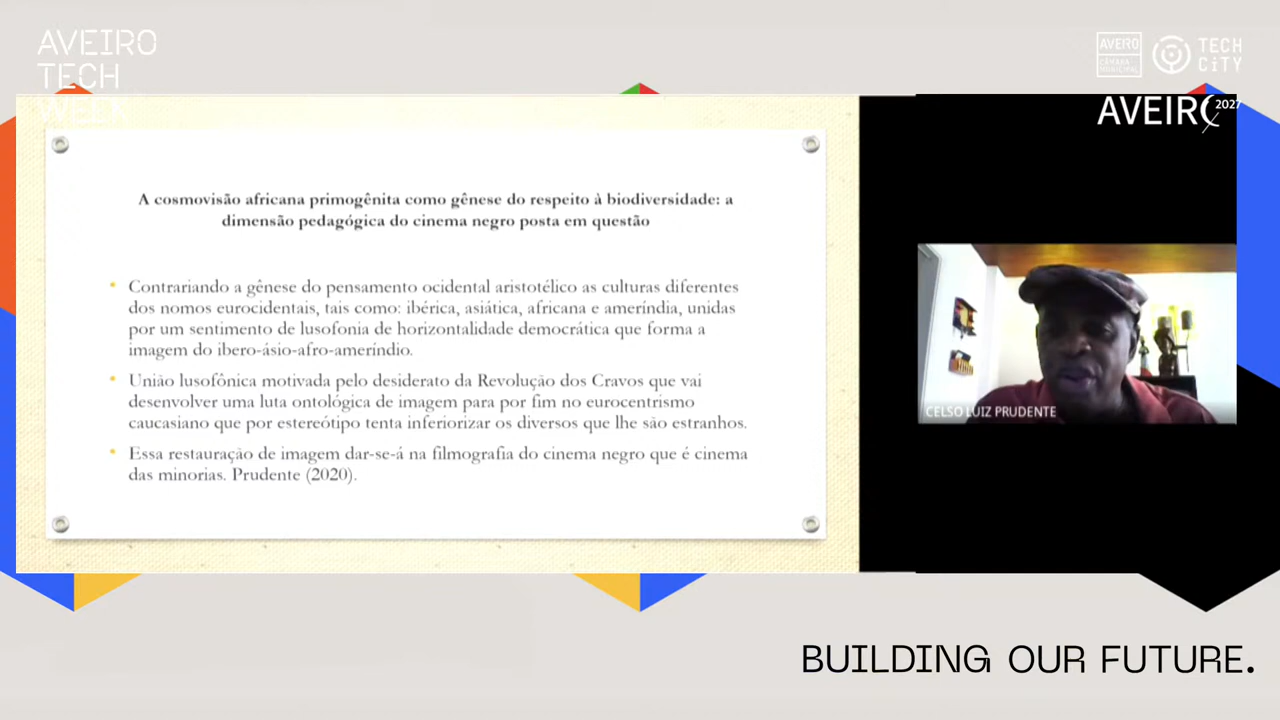 AVEIRO
TECH
WEEK
AVEIRO
CÂMARA
MUNICIPAL
TECH
CiTY
AVEIRO 2027
A cosmovisão africana primogênita como gênese do respeito à biodiversidade: a
dimensão pedagógica do cinema negro posta em questão
• Contrariando a gênese do pensamento ocidental aristotélico as culturas diferentes
dos nomos eurocidentais, tais como: ibérica, asiática, africana e ameríndia, unidas
por um sentimento de lusofonia de horizontalidade democrática que forma a
imagem do ibero-ásio-afro-ameríndio.
• União lusofônica motivada pelo desiderato da Revolução dos Cravos que vai
desenvolver uma luta ontológica de imagem para por fim no eurocentrismo
caucasiano que por estereótipo tenta inferiorizar os diversos que lhe são estranhos.
• Essa restauração de imagem dar-se-á na filmografia do cinema negro que é cinema
das minorias. Prudente (2020).
CELSO LUIZ PRUDENTE
BUILDING OUR FUTURE.